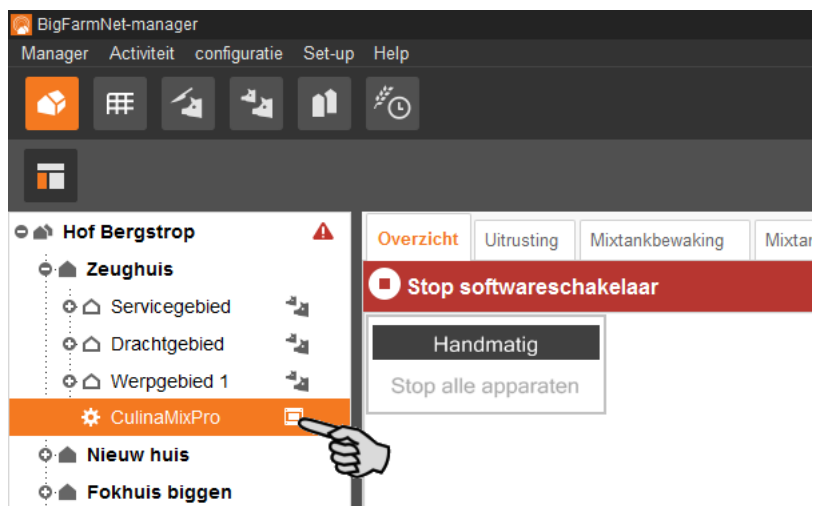 BigFarmNet-manager
Manager Activiteit configuratie Set-up Help
Hof Bergstrop
Overzicht Uitrusting Mixtankbewaking Mixtan
Zeughuis
Stop softwareschakelaar
Servicegebied
Handmatig
Drachtgebied
Stop alle apparaten
Werpgebied 1
CulinaMixPro
Nieuw huis
Fokhuis biggen